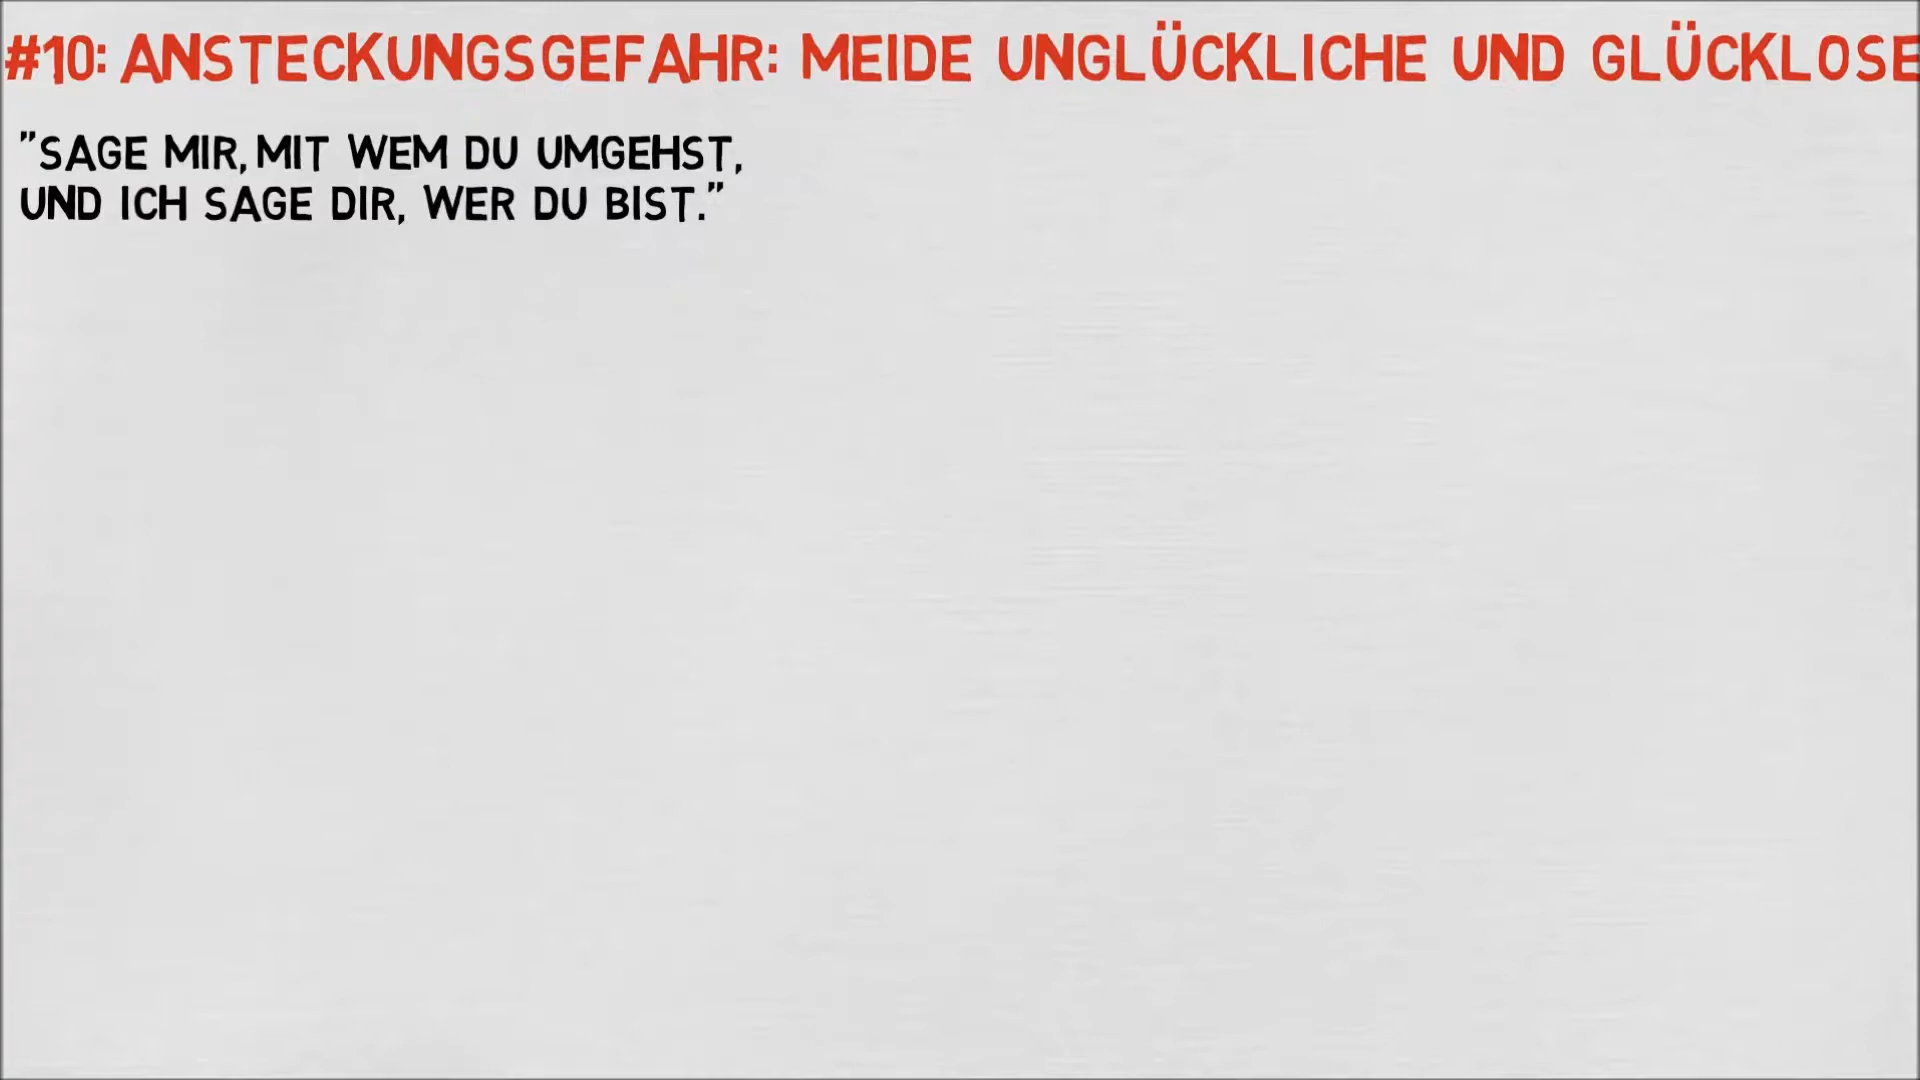 #10: ANSTECKUNGSGEFAHR: MEIDE UNGLÜCKLICHE UND GLÜCKLOSE
"SAGE MIR, MIT WEM DU UMGEHST,
UND ICH SAGE DIR, WER DU BIST."